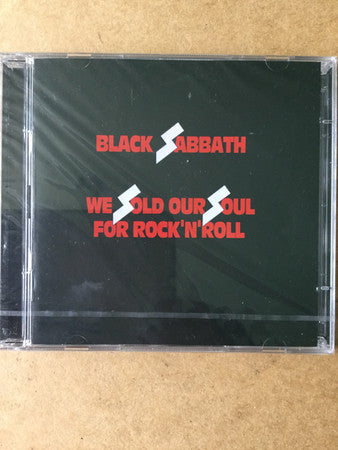 BLACK SABBATH
WE SOLD OUR SOUL
FOR ROCK'N'ROLL